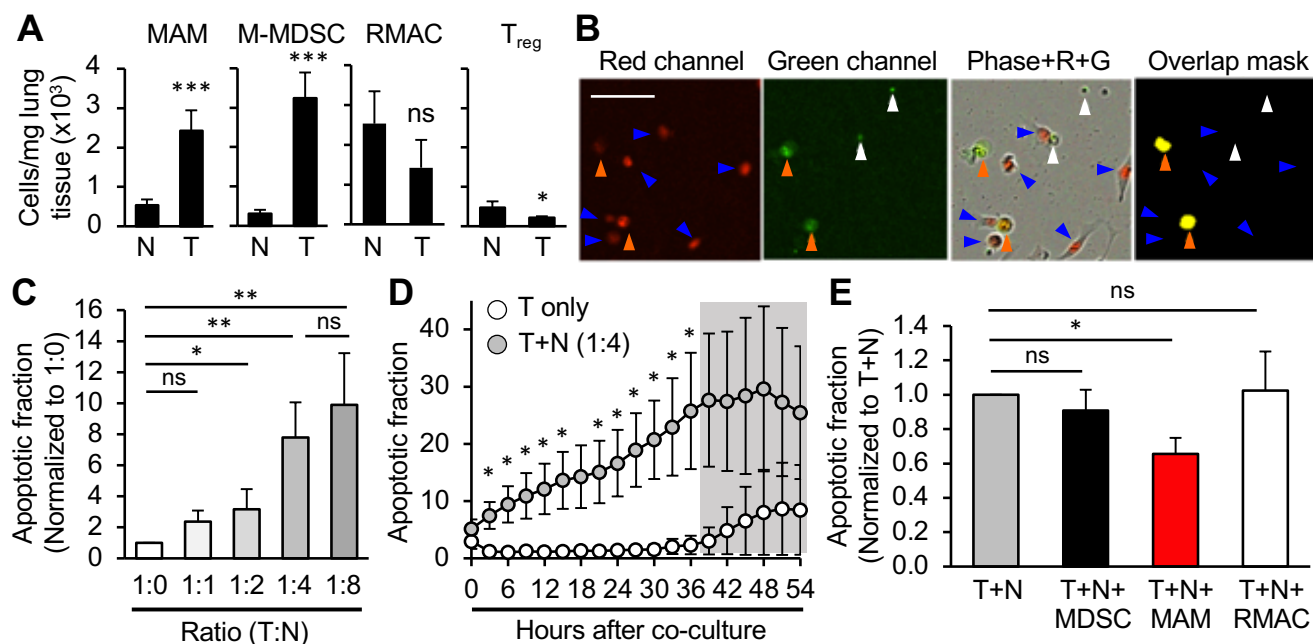 A
MAM
M-MDSC
RMAC
Treg
Cells/mg lung
tissue (x10³)
4
3
2
1
0
***
***
ns
*
N T
N T
N T
N T
B
Red channel
Green channel
Phase+R+G
Overlap mask
C
Apoptotic fraction
(Normalized to 1:0)
16
14
12
10
8
6
4
2
0
**
**
ns
*
ns
1:0 1:1 1:2 1:4 1:8
Ratio (T:N)
D
Apoptotic fraction
40
30
20
10
0
T only
T+N (1:4)
* * * * * * * * * * *
0 6 12 18 24 30 36 42 48 54
Hours after co-culture
E
Apoptotic fraction
(Normalized to T+N)
1.4
1.2
1.0
0.8
0.6
0.4
0.2
0.0
ns
*
ns
T+N
T+N+
MDSC
T+N+
MAM
T+N+
RMAC